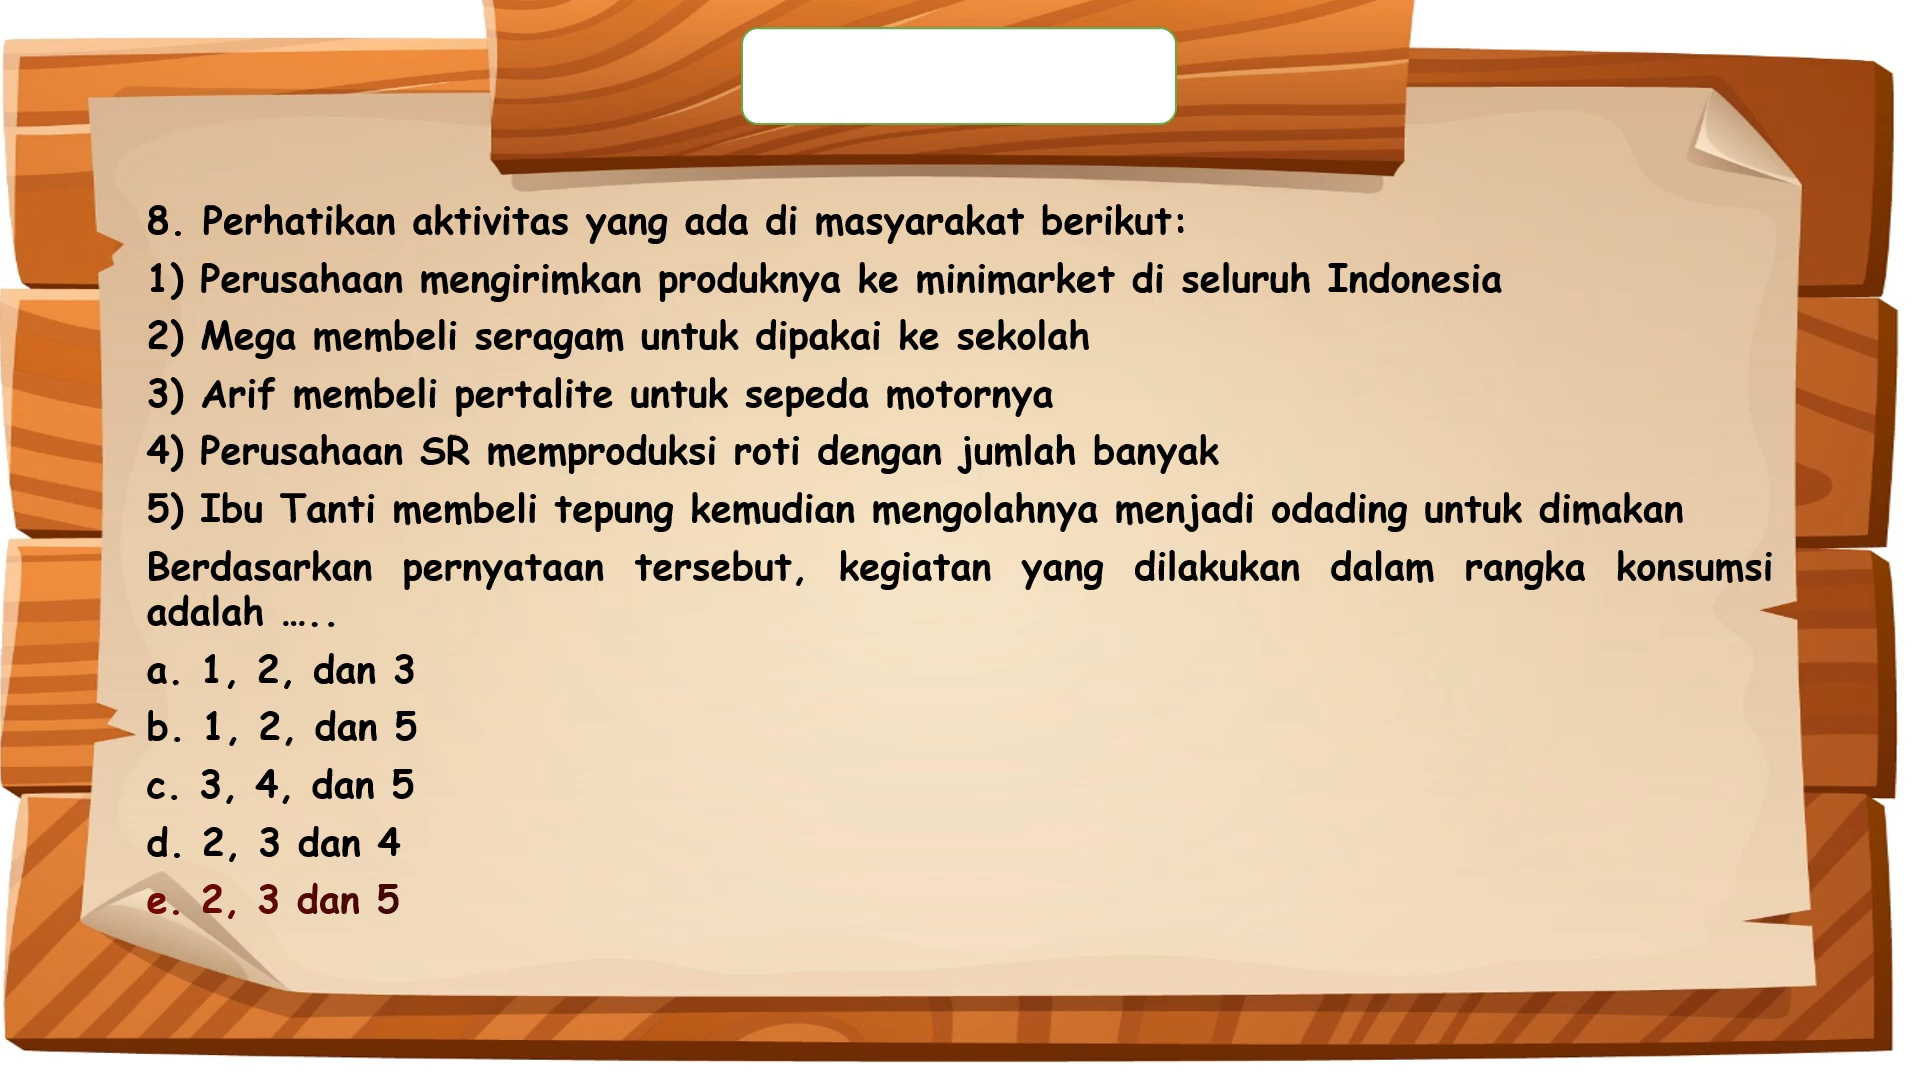 8. Perhatikan aktivitas yang ada di masyarakat berikut:
1) Perusahaan mengirimkan produknya ke minimarket di seluruh Indonesia
2) Mega membeli seragam untuk dipakai ke sekolah
3) Arif membeli pertalite untuk sepeda motornya
4) Perusahaan SR memproduksi roti dengan jumlah banyak
5) Ibu Tanti membeli tepung kemudian mengolahnya menjadi odading untuk dimakan
Berdasarkan pernyataan tersebut, kegiatan yang dilakukan dalam rangka konsumsi
adalah …..
a. 1, 2, dan 3
b. 1, 2, dan 5
c. 3, 4, dan 5
d. 2, 3 dan 4
e. 2, 3 dan 5